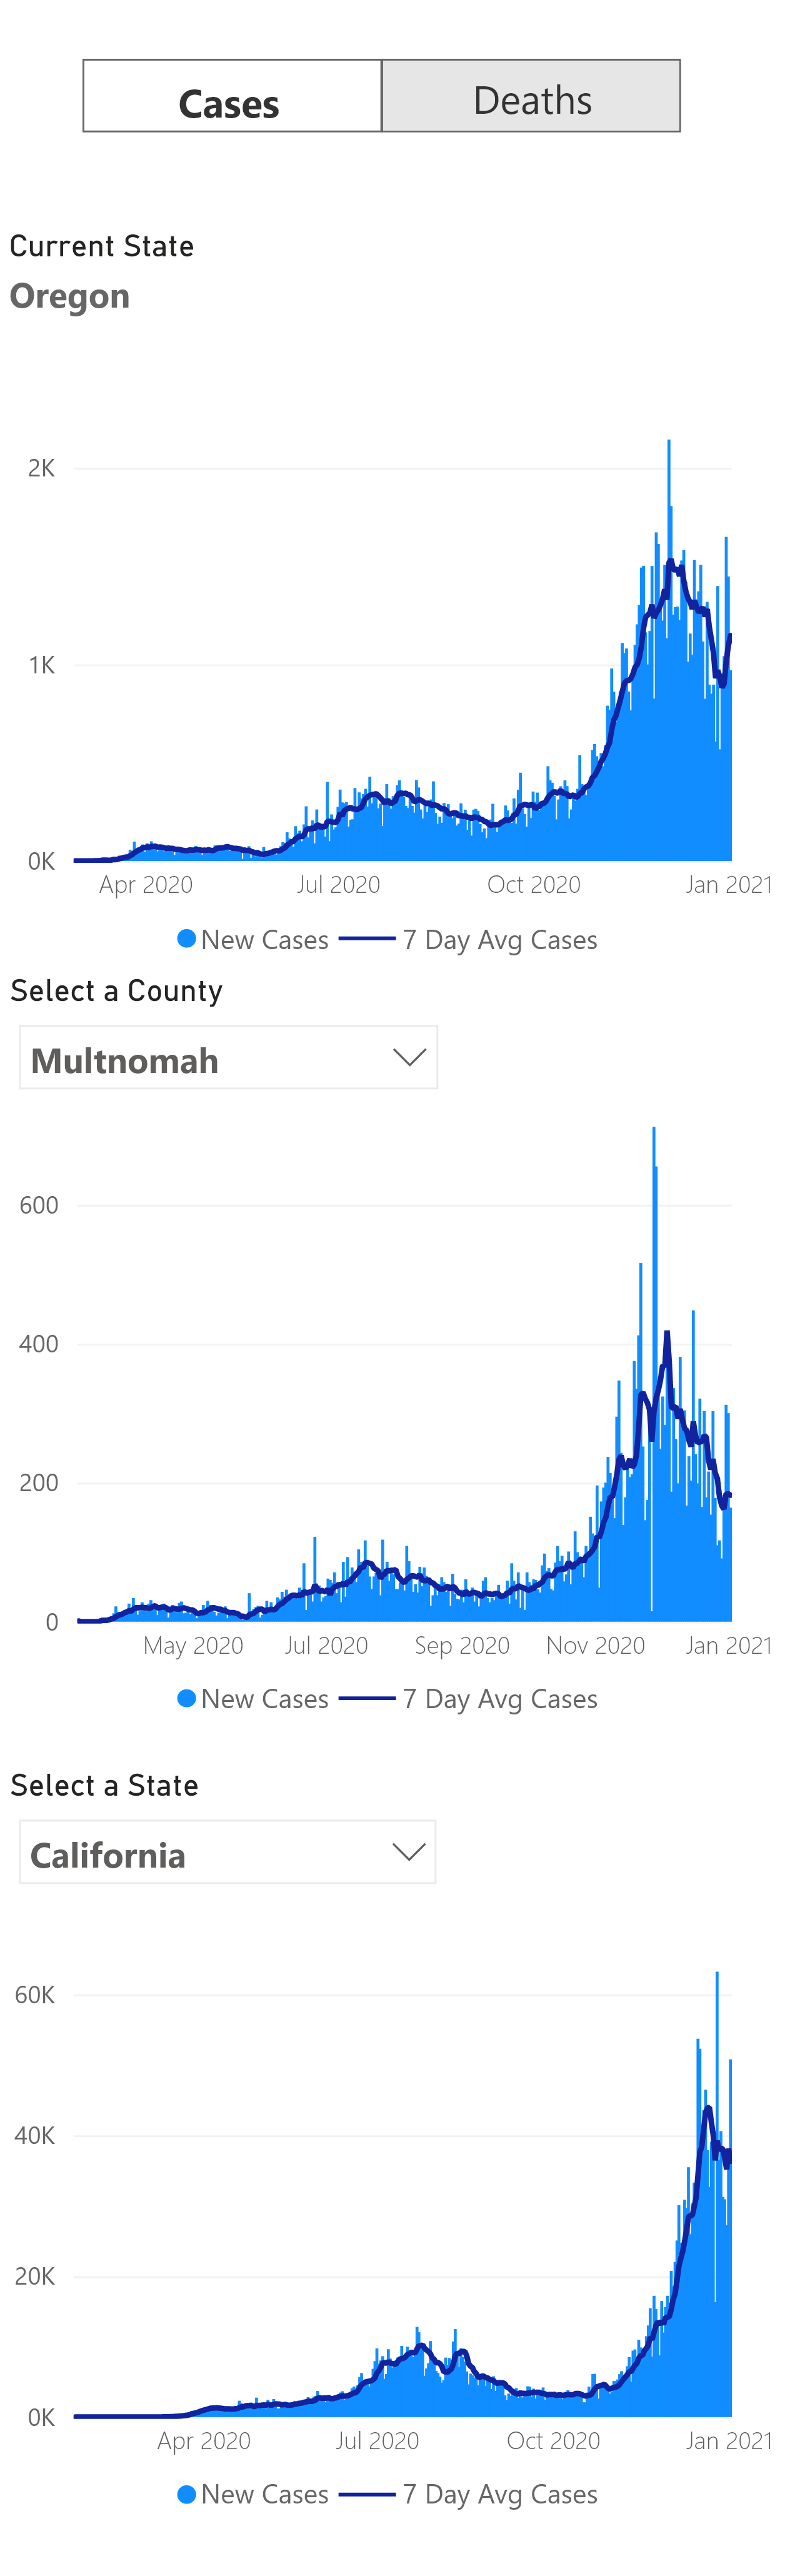 Cases Deaths
Current State
Oregon
2K
1K
0K
Apr 2020 Jul 2020 Oct 2020 Jan 2021
New Cases 7 Day Avg Cases
Select a County
Multnomah
600
400
200
0
May 2020 Jul 2020 Sep 2020 Nov 2020 Jan 2021
New Cases 7 Day Avg Cases
Select a State
California
60K
40K
20K
0K
Apr 2020 Jul 2020 Oct 2020 Jan 2021
New Cases 7 Day Avg Cases